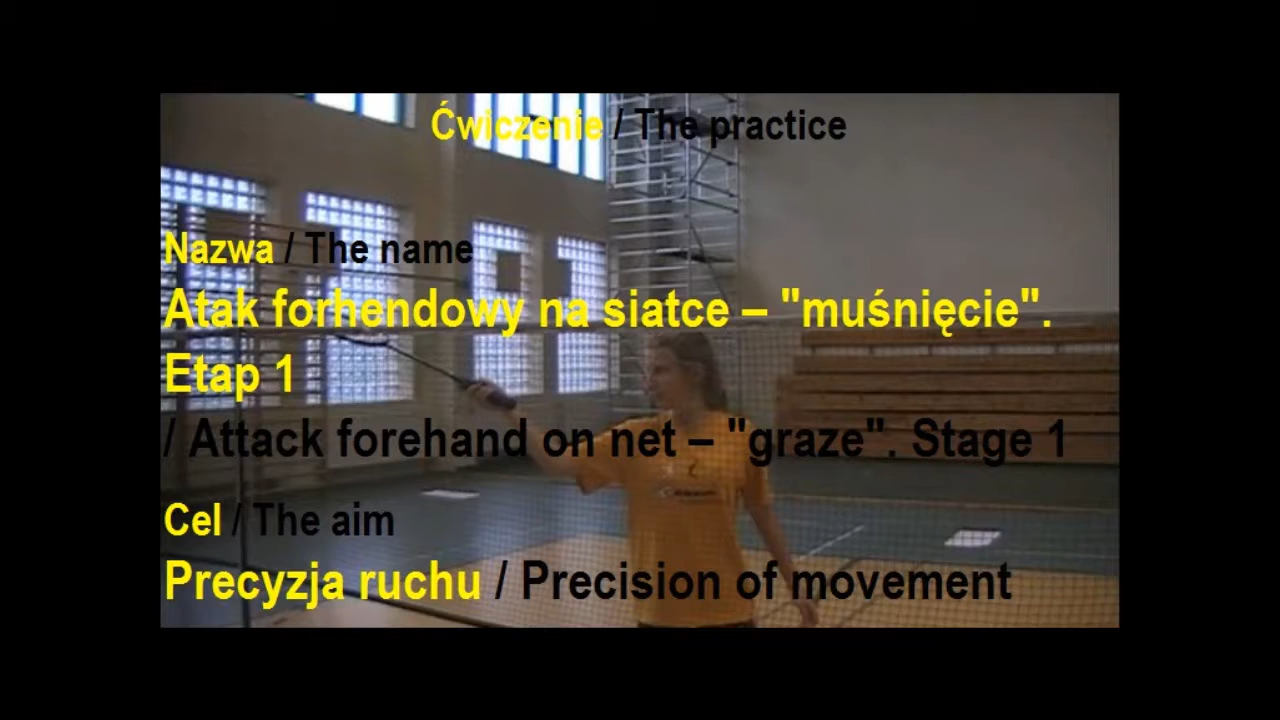 Ćwiczenie / The practice
Nazwa / The name
Atak forhendowy na siatce – "muśnięcie".
Etap 1
/ Attack forehand on net – "graze". Stage 1
Cel / The aim
Precyzja ruchu / Precision of movement